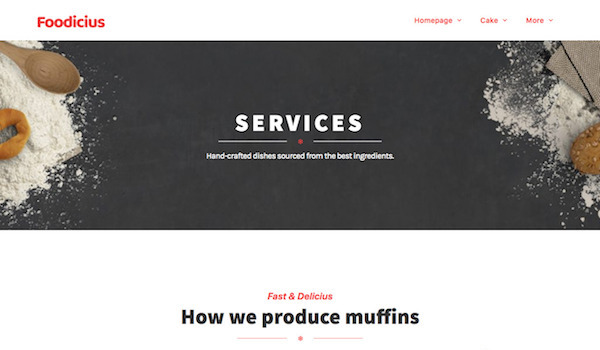 Foodicius
Homepage Cake More
SERVICES
Hand-crafted dishes sourced from the best ingredients.
Fast & Delicius
How we produce muffins